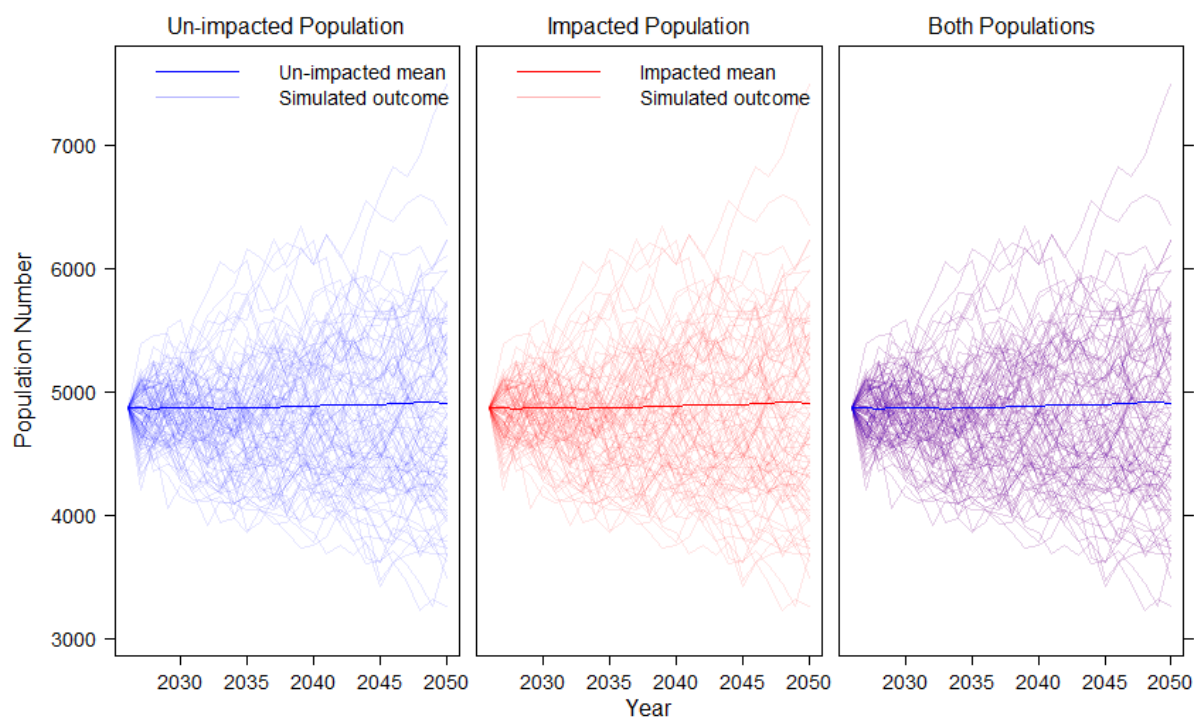 Un-impacted Population
Impacted Population
Both Populations
Un-impacted mean
Simulated outcome
Impacted mean
Simulated outcome
Population Number
7000
6000
5000
4000
3000
2030 2035 2040 2045 2050
2030 2035 2040 2045 2050
2030 2035 2040 2045 2050
Year